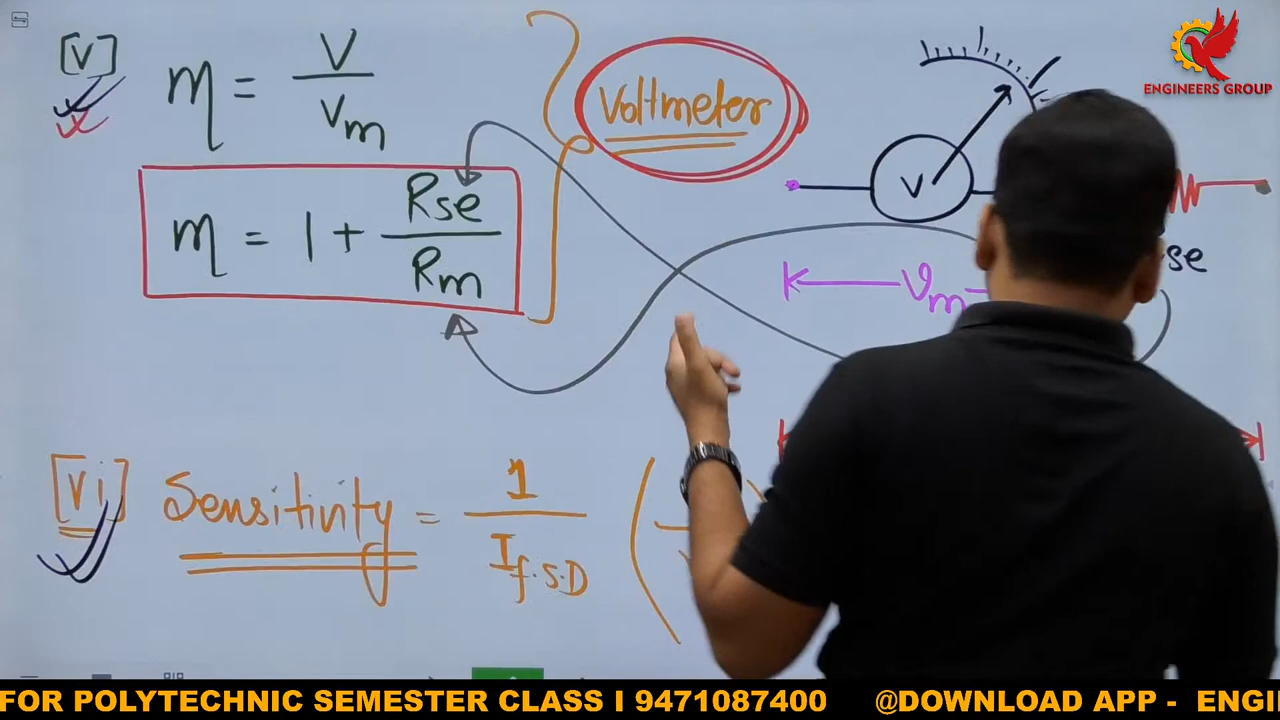 [v]
m = V / Vm
Voltmeter
ENGINEERS GROUP
V
m = 1 + Rse / Rm
se
Vm
[vi] Sensitivity = 1 / If.s.D (
FOR POLYTECHNIC SEMESTER CLASS I 9471087400 @DOWNLOAD APP - ENGI